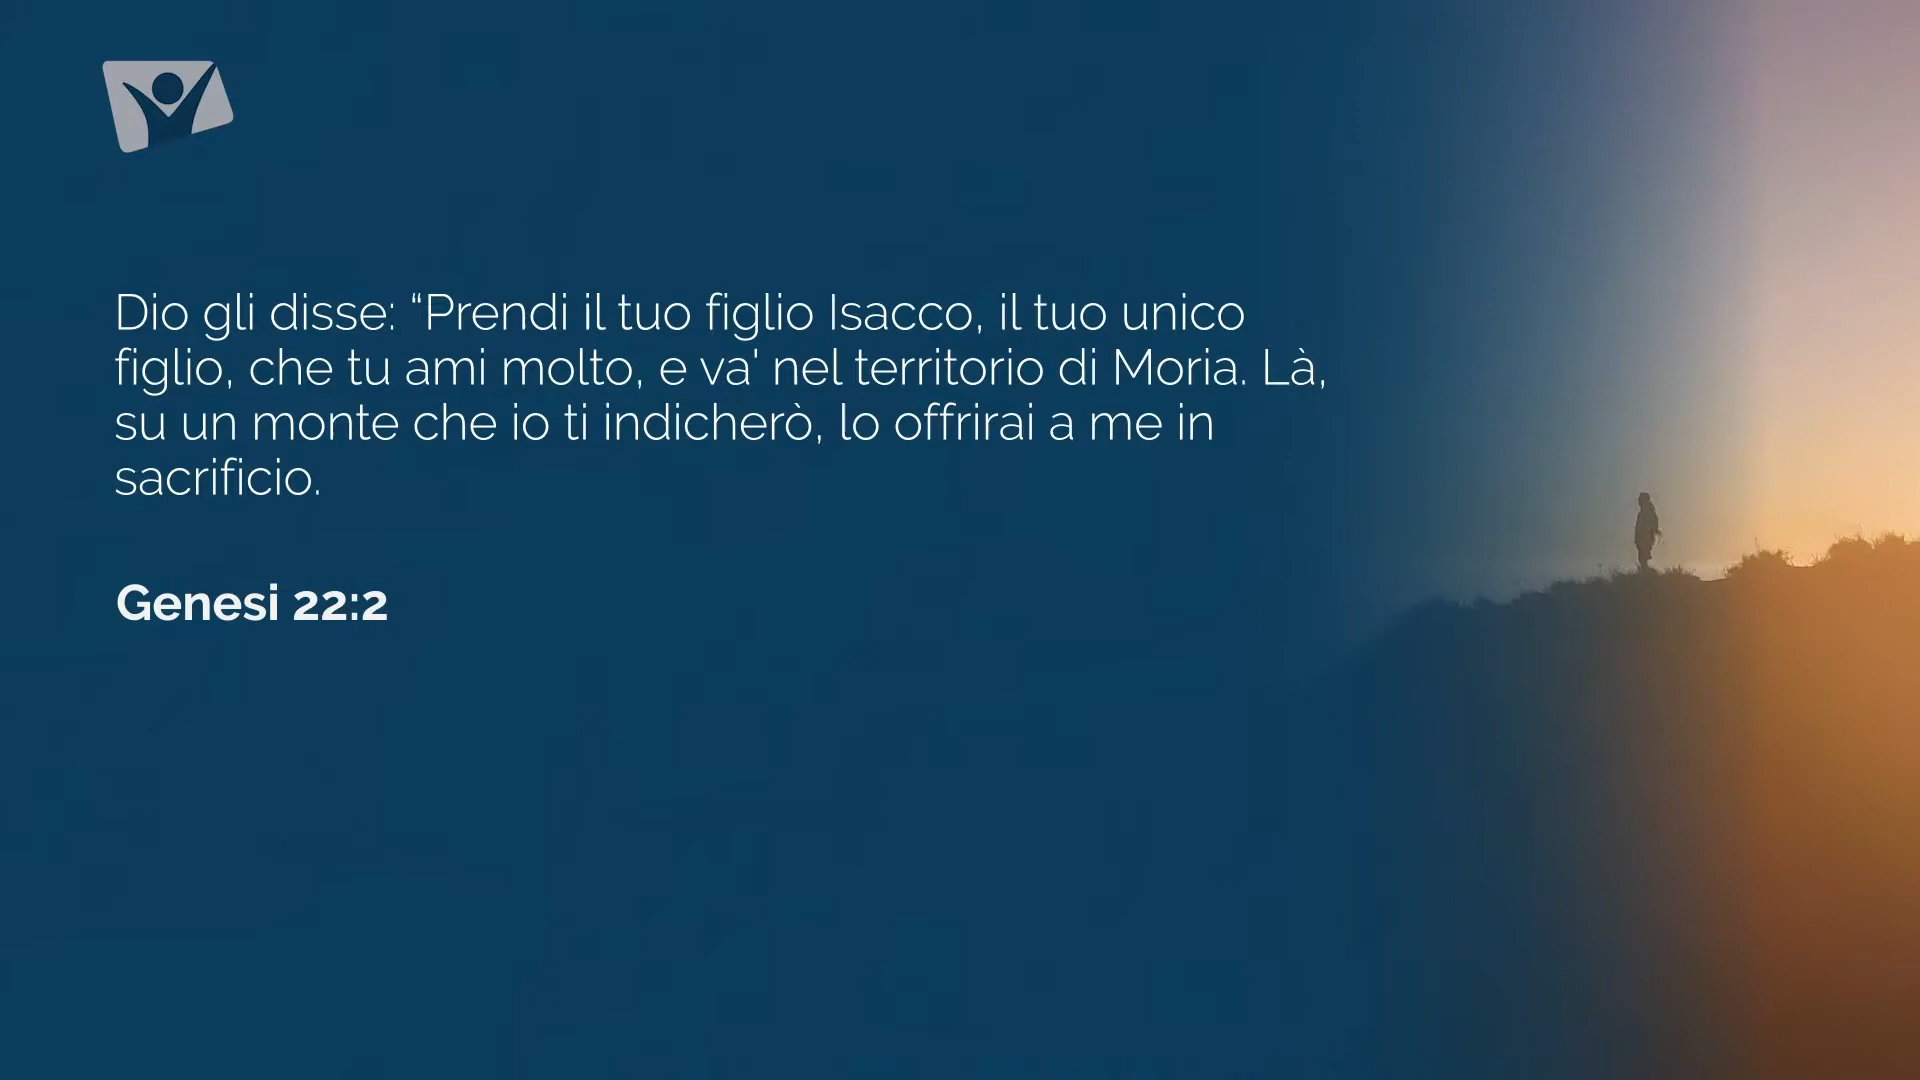 Dio gli disse: “Prendi il tuo figlio Isacco, il tuo unico
figlio, che tu ami molto, e va' nel territorio di Moria. Là,
su un monte che io ti indicherò, lo offrirai a me in
sacrificio.
Genesi 22:2